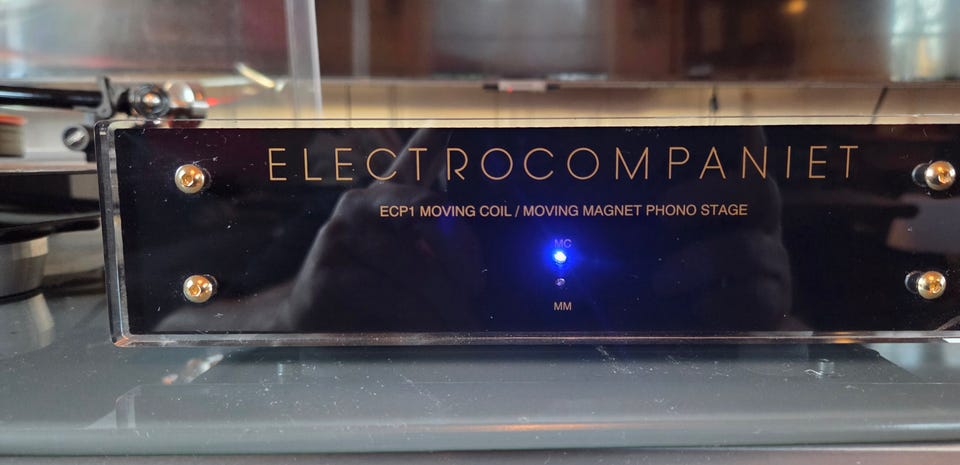 ELECTROCOMPANIET
ECP1 MOVING COIL / MOVING MAGNET PHONO STAGE
MC
MM